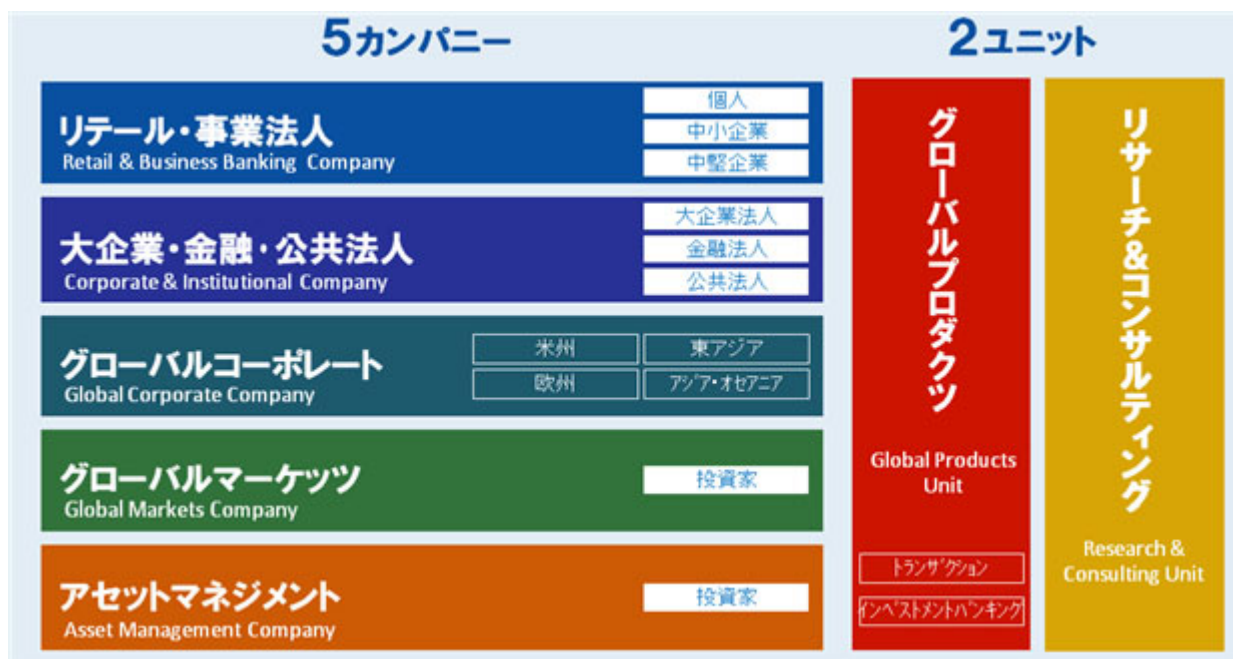 5カンパニー
2ユニット
リテール・事業法人
Retail & Business Banking Company
個人
中小企業
中堅企業
大企業・金融・公共法人
Corporate & Institutional Company
大企業法人
金融法人
公共法人
グローバルコーポレート
Global Corporate Company
米州
東アジア
欧州
アジア・オセアニア
グローバルマーケッツ
Global Markets Company
投資家
アセットマネジメント
Asset Management Company
投資家
グローバルプロダクツ
Global Products
Unit
トランザクション
インベストメントバンキング
リサーチ&コンサルティング
Research &
Consulting Unit